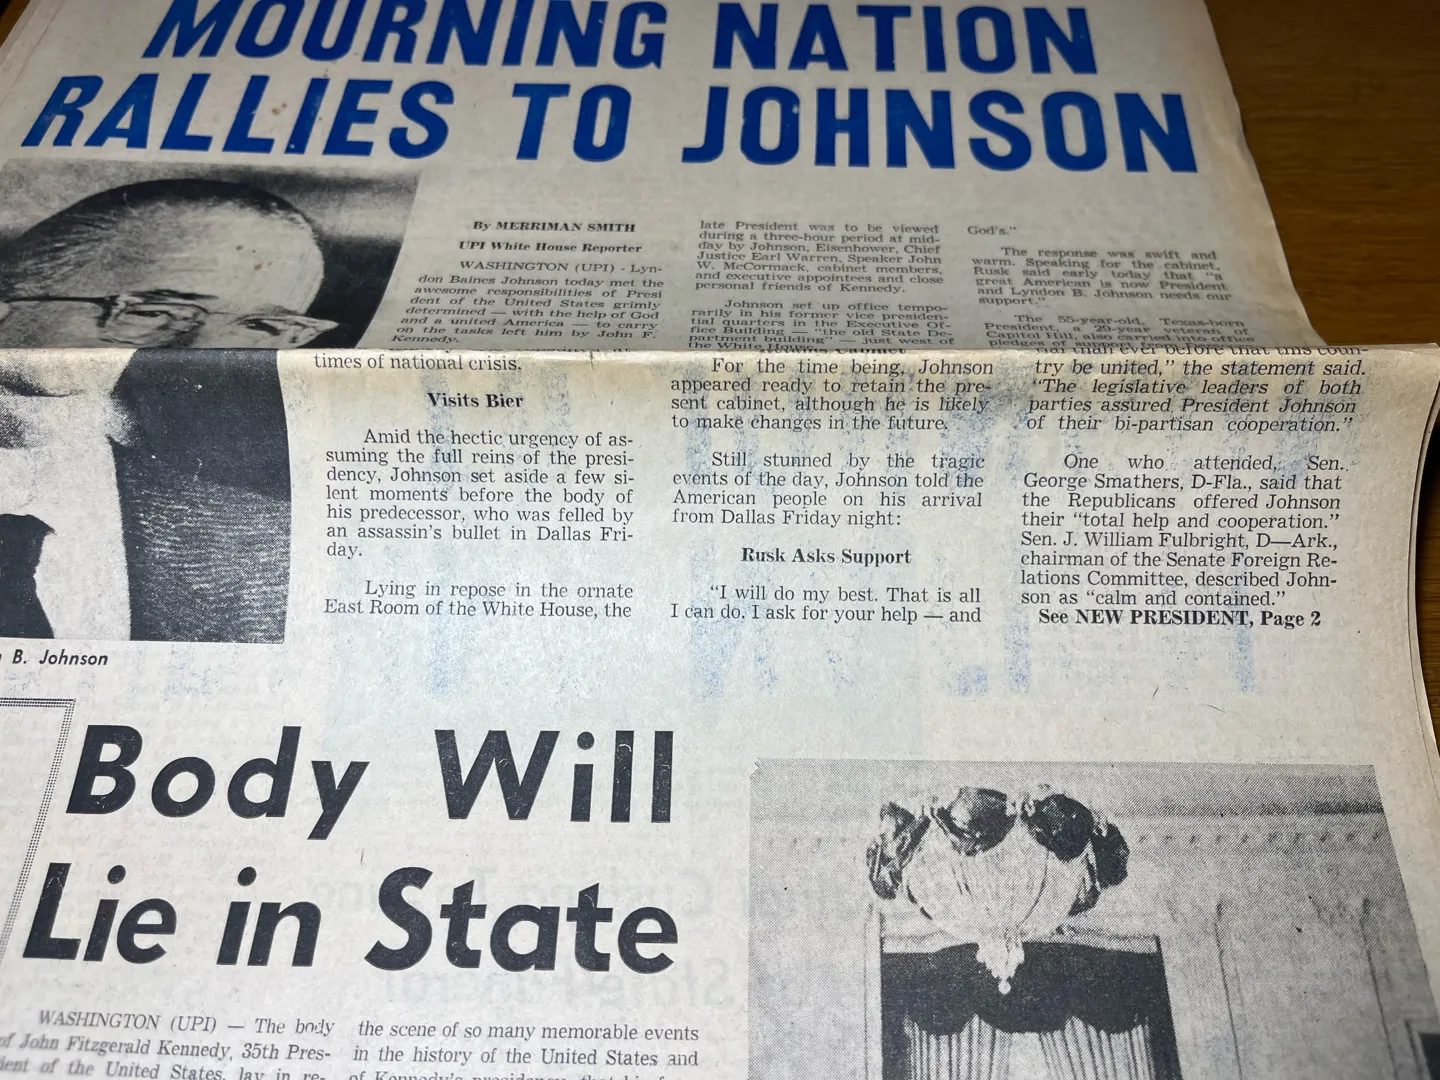 MOURNING NATION
RALLIES TO JOHNSON
By MERRIMAN SMITH
UPI White House Reporter
WASHINGTON (UPI) - Lyn-
don Baines Johnson today met the
awesome responsibilities of Presi
dent of the United States grimly
determined — with the help of God
and a united America — to carry
on the tasks left him by John F.
Kennedy.
times of national crisis.
Visits Bier
Amid the hectic urgency of as-
suming the full reins of the presi-
dency, Johnson set aside a few si-
lent moments before the body of
his predecessor, who was felled by
an assassin's bullet in Dallas Fri-
day.
Lying in repose in the ornate
East Room of the White House, the
late President was to be viewed
during a three-hour period at mid-
day by Johnson, Eisenhower, Chief
Justice Earl Warren, Speaker John
W. McCormack, cabinet members,
and executive appointees and close
personal friends of Kennedy.
Johnson set up office tempo-
rarily in his former vice presiden-
tial quarters in the Executive Of-
fice Building — "the old State De-
partment building" — just west of
the White House.
Cabinet
For the time being, Johnson
appeared ready to retain the pre-
sent cabinet, although he is likely
to make changes in the future.
Still stunned by the tragic
events of the day, Johnson told the
American people on his arrival
from Dallas Friday night:
Rusk Asks Support
"I will do my best. That is all
I can do. I ask for your help — and
God's."
The response was swift and
warm. Speaking for the cabinet,
Rusk said early today that "a
great American is now President
and Lyndon B. Johnson needs our
support."
The 55-year-old, Texas-born
President, a 29-year veteran of
Capitol Hill, also carried into office
pledges of
than ever before that this coun-
try be united," the statement said.
"The legislative leaders of both
parties assured President Johnson
of their bi-partisan cooperation."
One who attended, Sen.
George Smathers, D-Fla., said that
the Republicans offered Johnson
their "total help and cooperation."
Sen. J. William Fulbright, D—Ark.,
chairman of the Senate Foreign Re-
lations Committee, described John-
son as "calm and contained."
See NEW PRESIDENT, Page 2
B. Johnson
Body Will
Lie in State
WASHINGTON (UPI) — The body
of John Fitzgerald Kennedy, 35th Pres-
ident of the United States, lay in re-
the scene of so many memorable events
in the history of the United States and
of Kennedy's